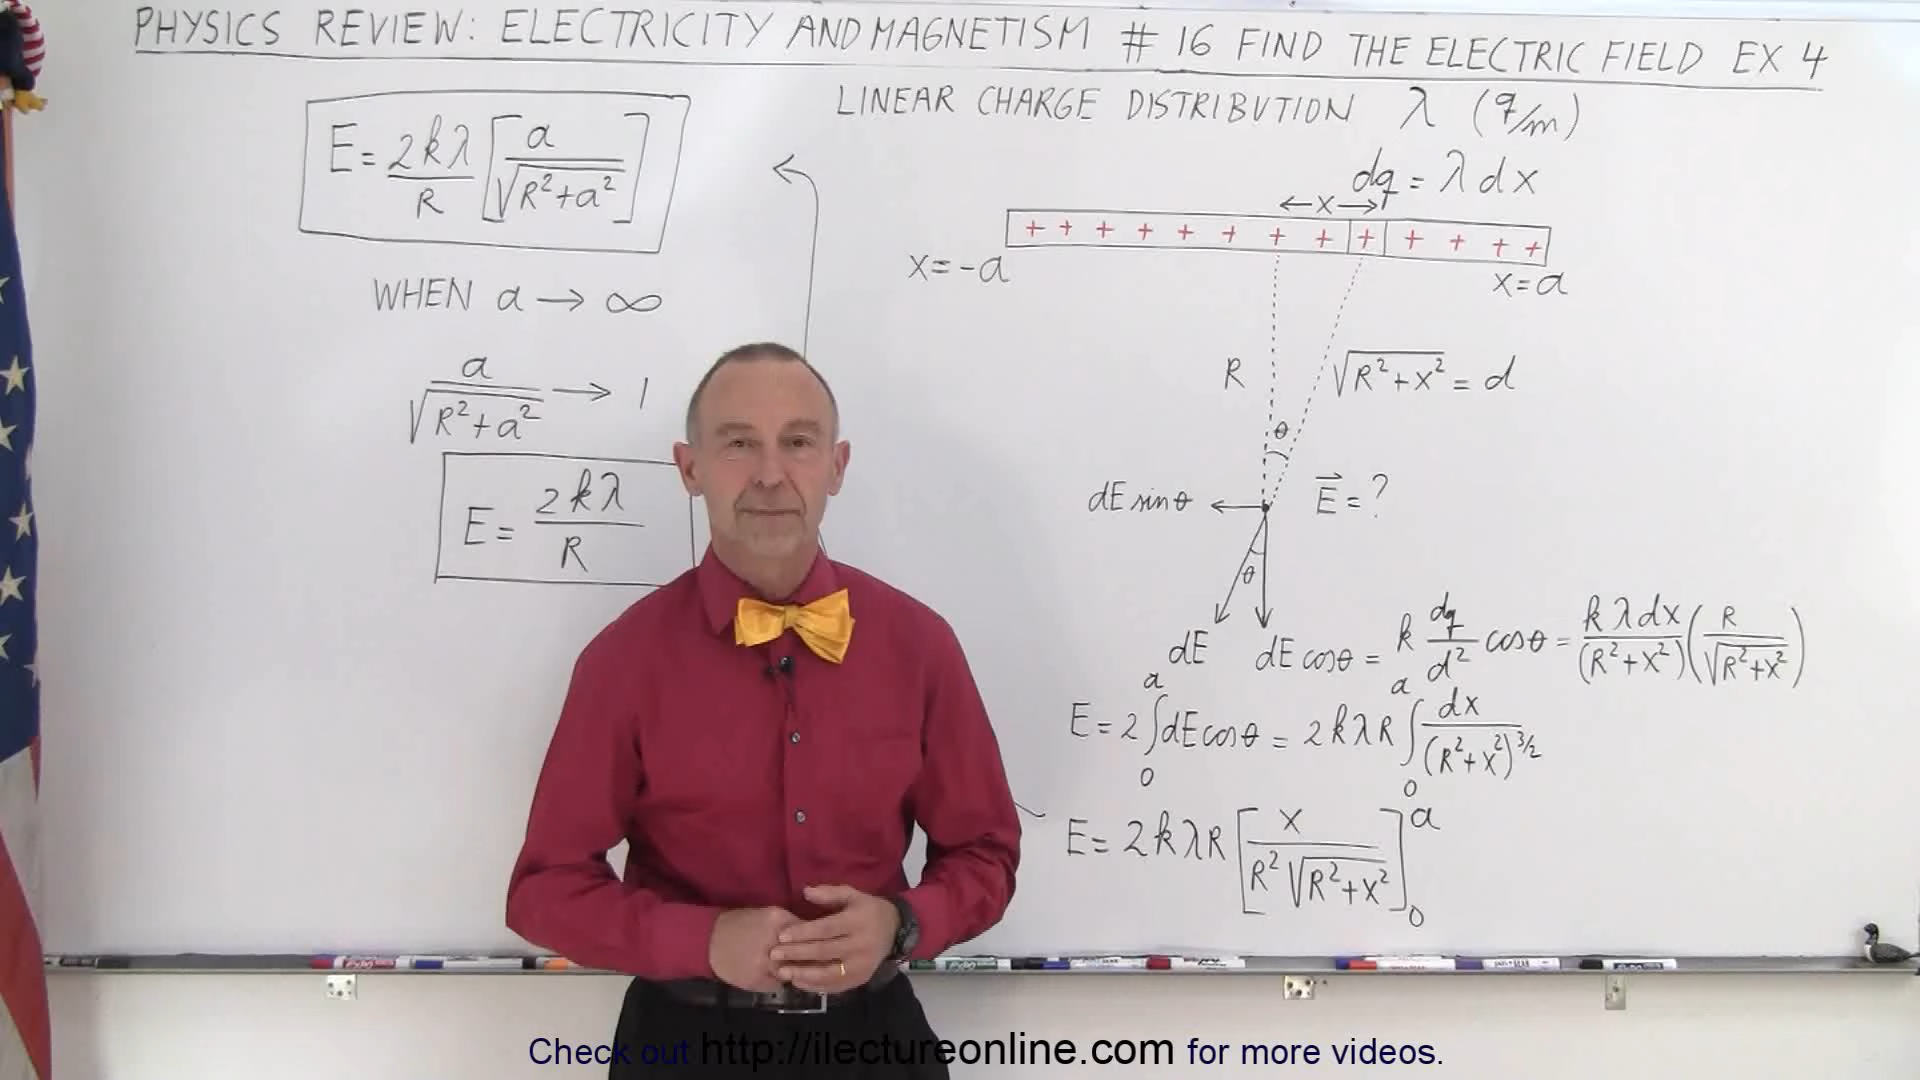 PHYSICS REVIEW: ELECTRICITY AND MAGNETISM # 16 FIND THE ELECTRIC FIELD EX 4
LINEAR CHARGE DISTRIBUTION λ (q/m)
E = 2kλ/R [a/√(R²+a²)]
WHEN a → ∞
a/√(R²+a²) → 1
E = 2kλ/R
dq = λ dx
← x →
+ + + + + + + + + + + + +
x = -a
x = a
R
√(R²+x²) = d
θ
dE sinθ
E⃗ = ?
θ
dE
dE cosθ = k dq/d² cosθ = kλdx/(R²+x²) (R/√(R²+x²))
E = 2 ∫₀ᵃ dE cosθ = 2kλR ∫₀ᵃ dx/(R²+x²)^3/2
E = 2kλR [x/(R²√(R²+x²))]₀ᵃ
Check out http://ilectureonline.com for more videos.